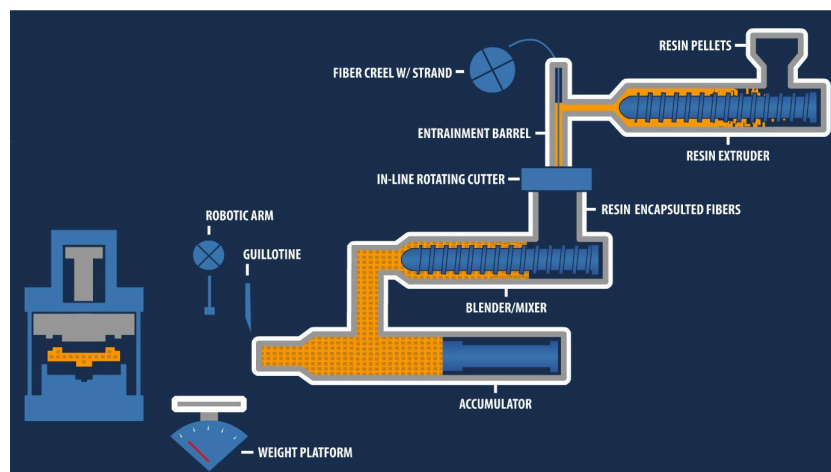 RESIN PELLETS
FIBER CREEL W/ STRAND
ENTRAINMENT BARREL
RESIN EXTRUDER
IN-LINE ROTATING CUTTER
RESIN ENCAPSULTED FIBERS
ROBOTIC ARM
GUILLOTINE
BLENDER/MIXER
ACCUMULATOR
WEIGHT PLATFORM